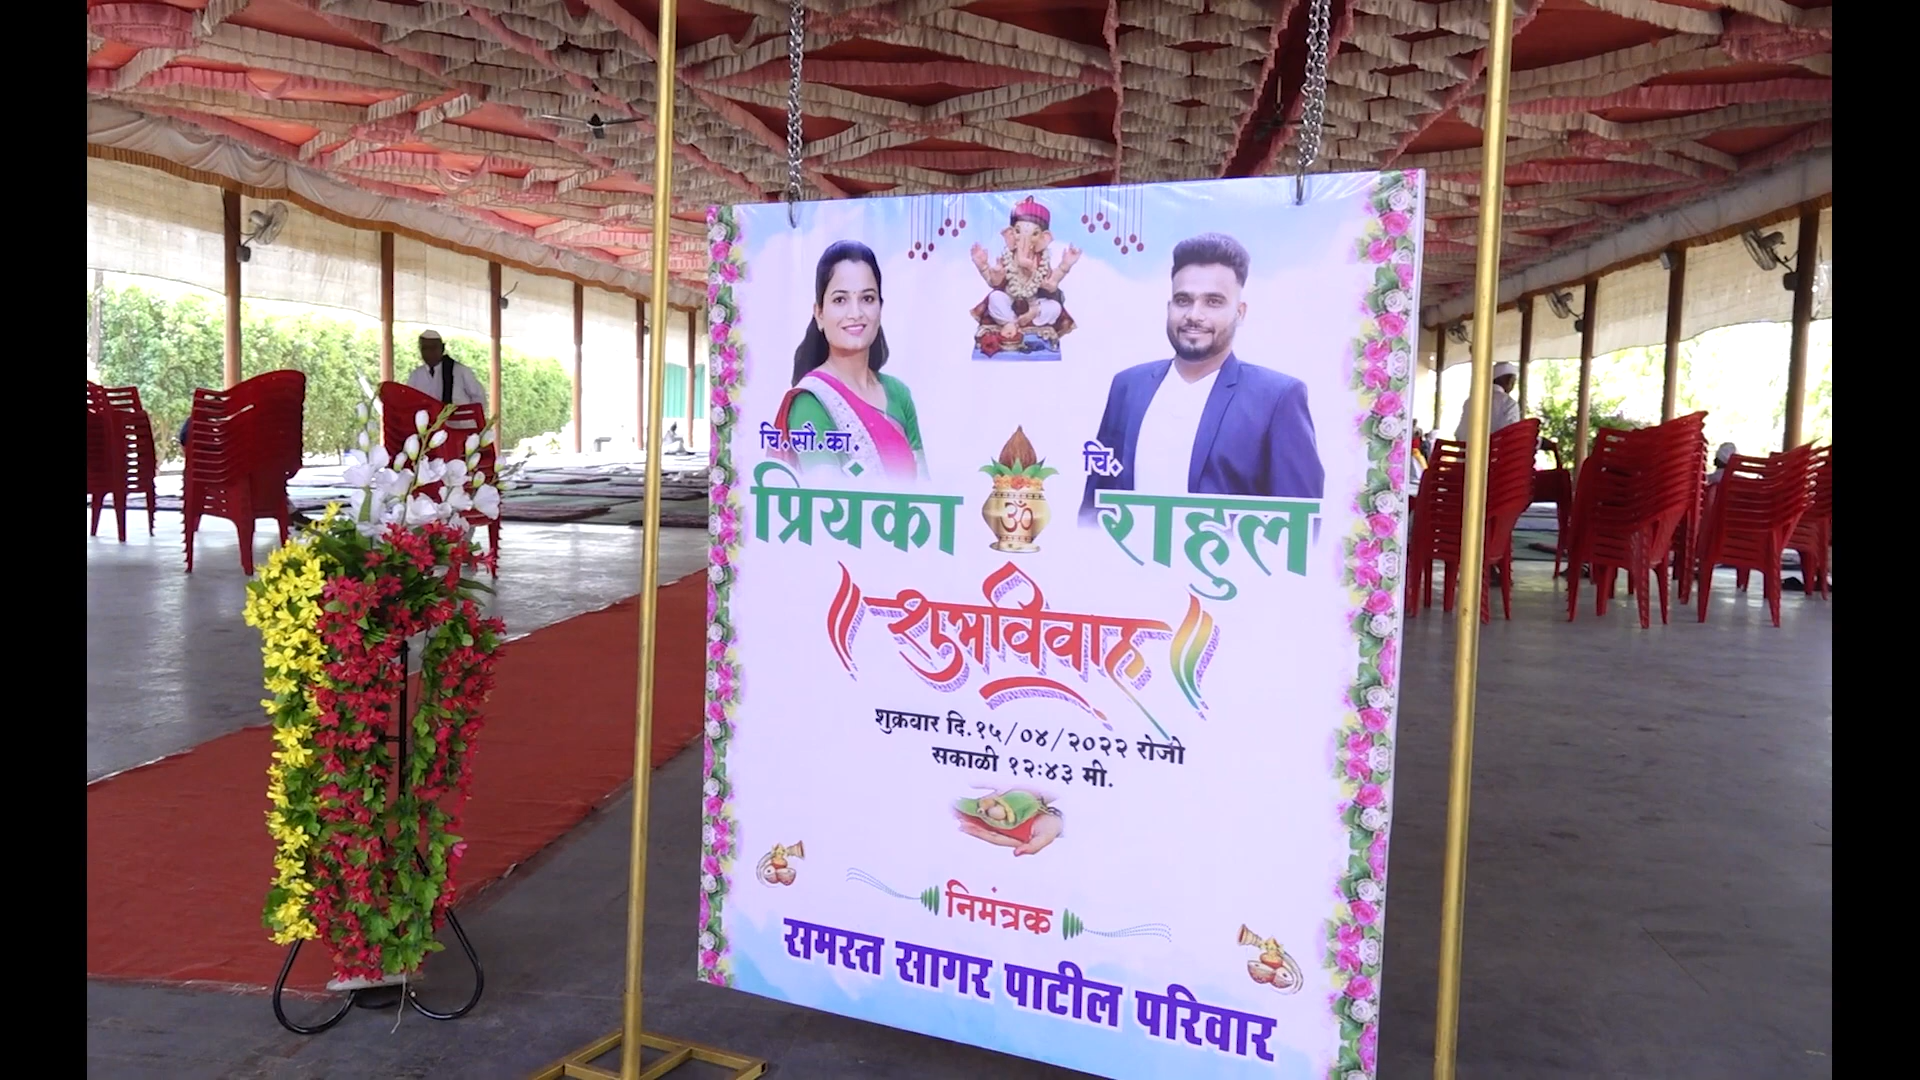 चि.सौ.कां.
चि.
प्रियंका
ॐ
राहुल
॥ शुभविवाह ॥
शुक्रवार दि.१५/०४/२०२२ रोजी
सकाळी १२:४३ मी.
निमंत्रक
समस्त सागर पाटील परिवार